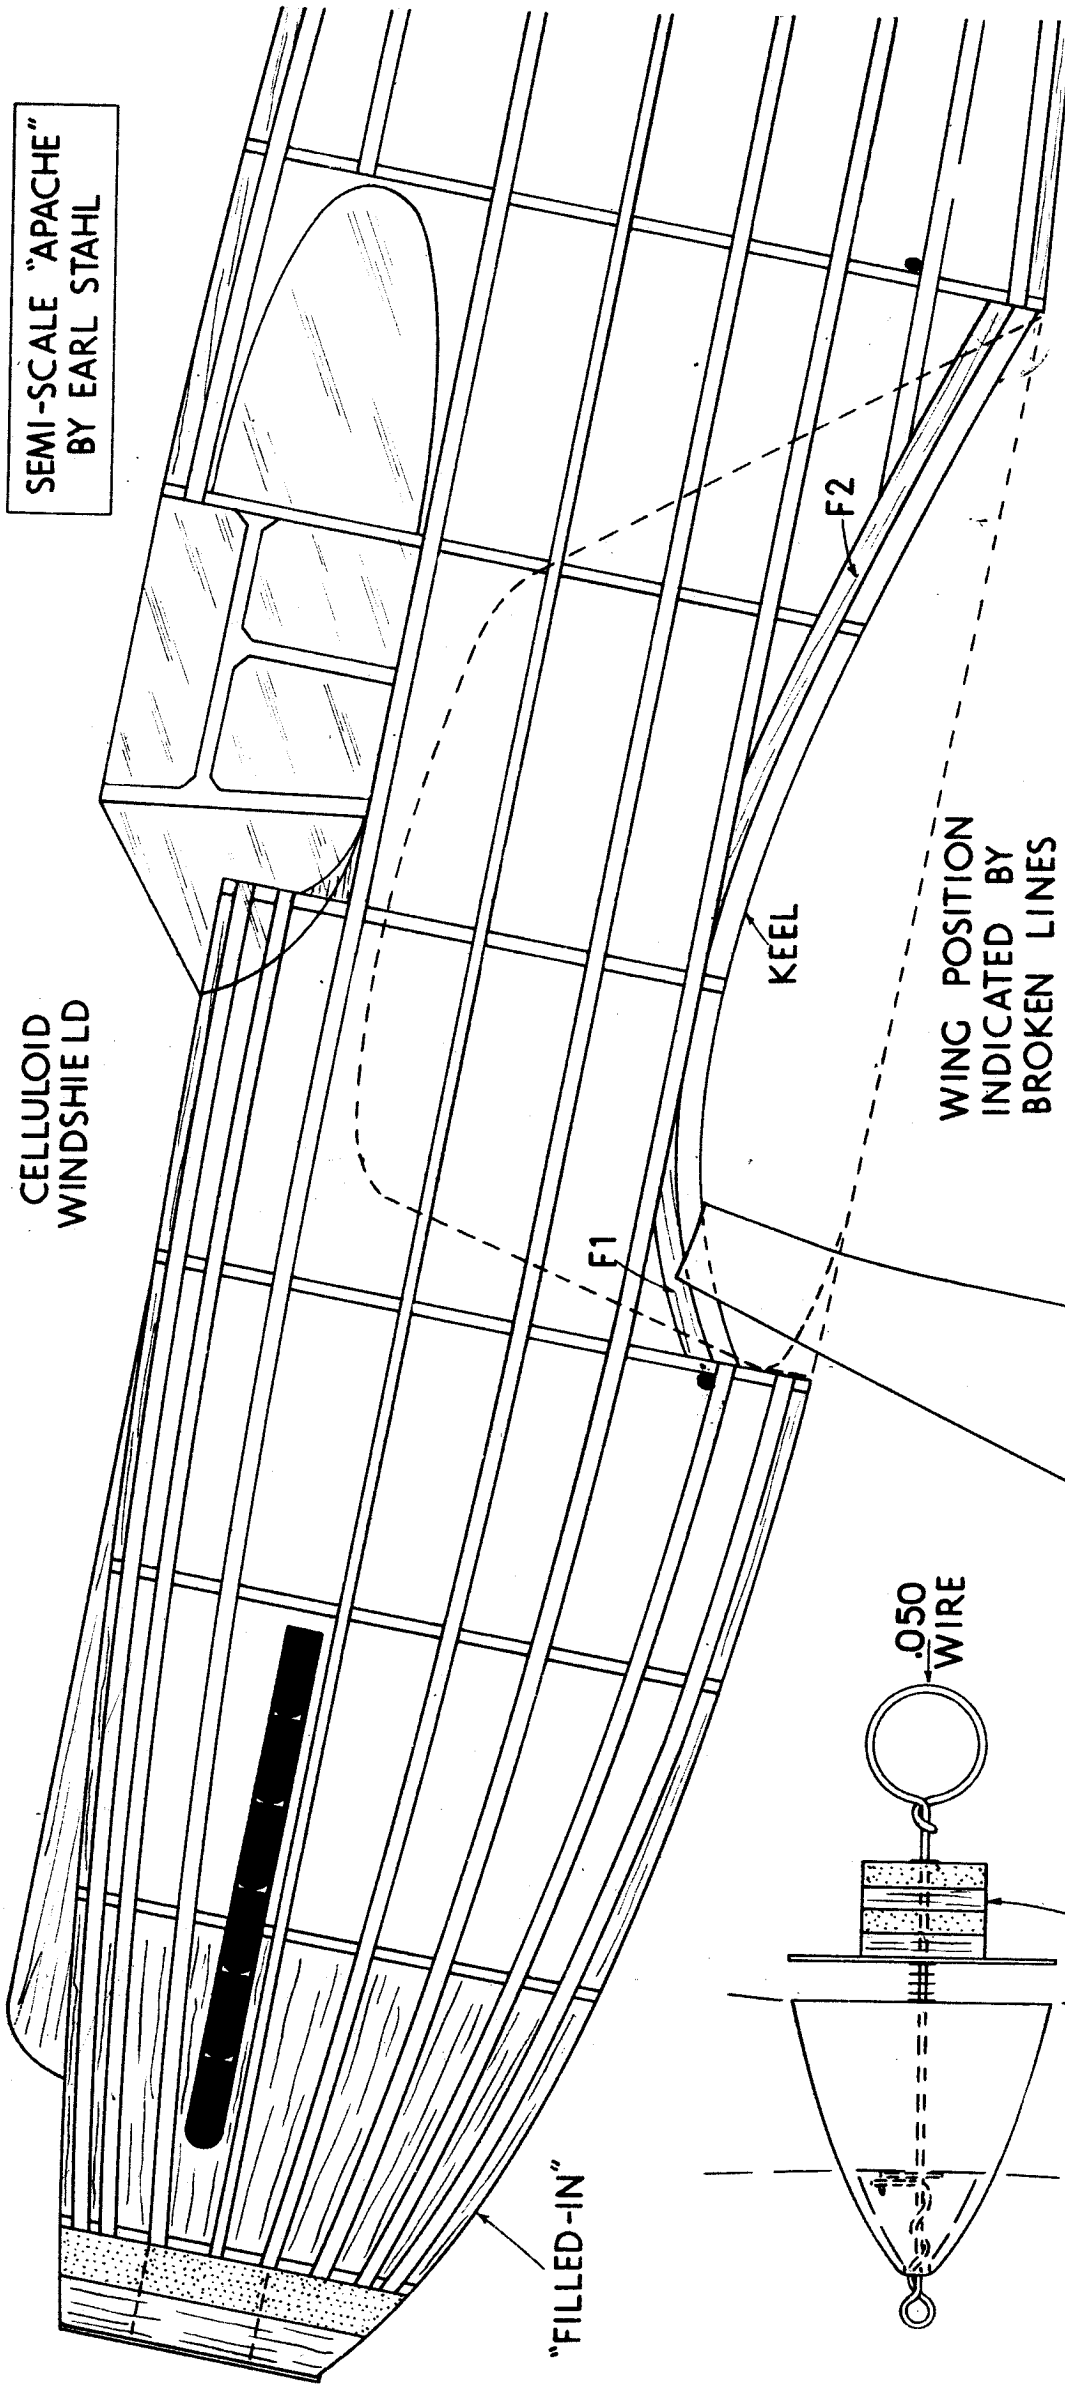 SEMI-SCALE "APACHE"
BY EARL STAHL
CELLULOID
WINDSHIELD
F2
KEEL
F1
WING POSITION
INDICATED BY
BROKEN LINES
"FILLED-IN"
.050
WIRE